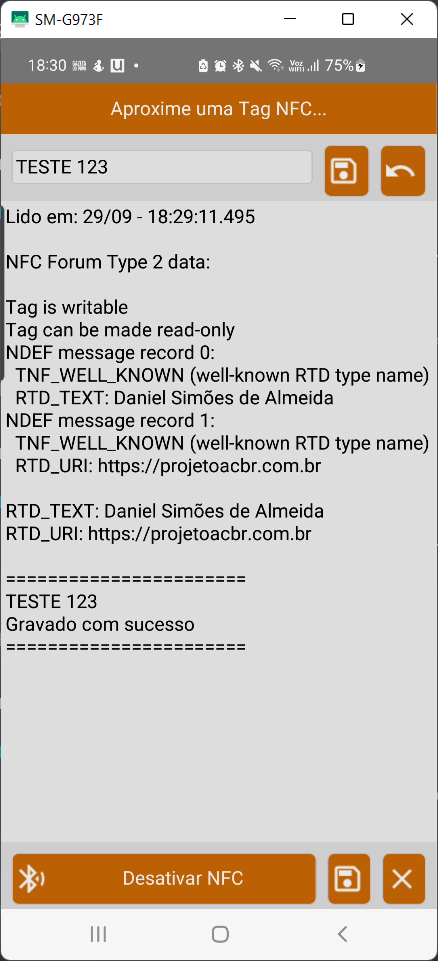 SM-G973F
18:30
Voz
WiFi
75%
Aproxime uma Tag NFC...
TESTE 123
Lido em: 29/09 - 18:29:11.495
NFC Forum Type 2 data:
Tag is writable
Tag can be made read-only
NDEF message record 0:
TNF_WELL_KNOWN (well-known RTD type name)
RTD_TEXT: Daniel Simões de Almeida
NDEF message record 1:
TNF_WELL_KNOWN (well-known RTD type name)
RTD_URI: https://projetoacbr.com.br
RTD_TEXT: Daniel Simões de Almeida
RTD_URI: https://projetoacbr.com.br
=======================
TESTE 123
Gravado com sucesso
=======================
Desativar NFC